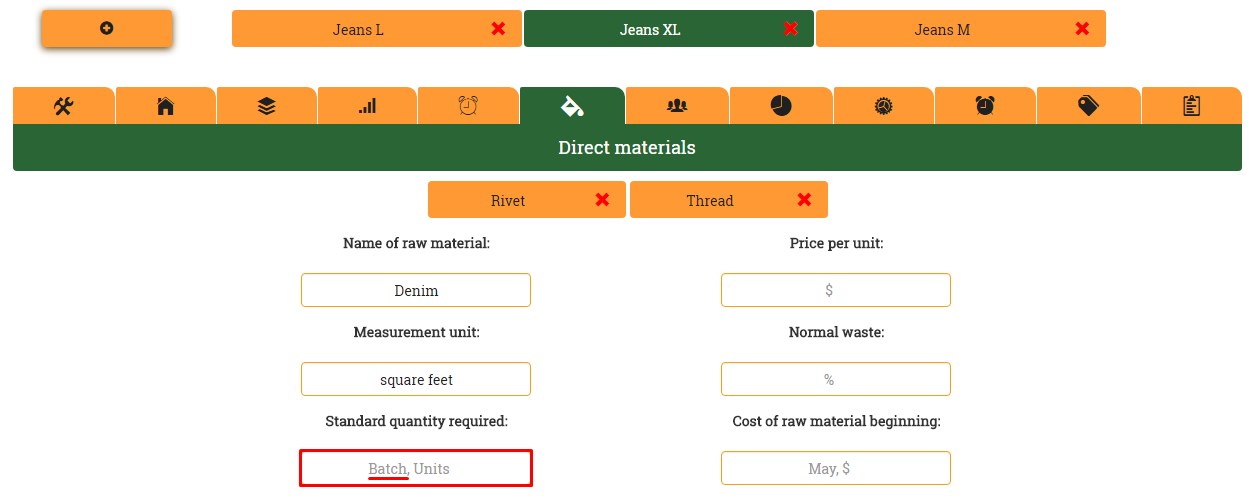 Jeans L
Jeans XL
Jeans M
Direct materials
Rivet
Thread
Name of raw material:
Price per unit:
Denim
$
Measurement unit:
Normal waste:
square feet
%
Standard quantity required:
Cost of raw material beginning:
Batch, Units
May, $